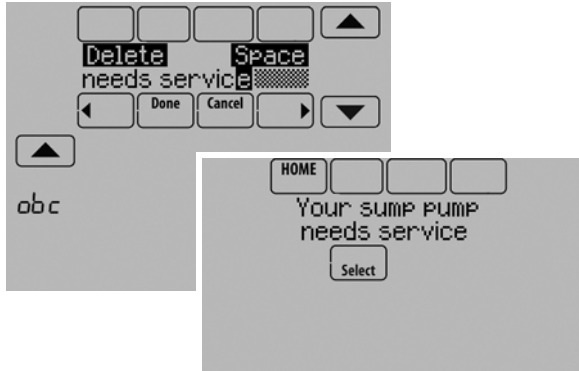 Delete Space
needs service
Done Cancel
abc
HOME
Your sump pump
needs service
Select